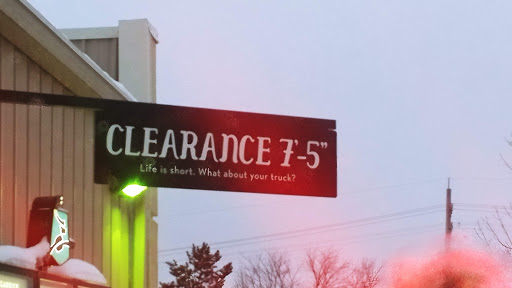 CLEARANCE 7'-5"
Life is short. What about your truck?